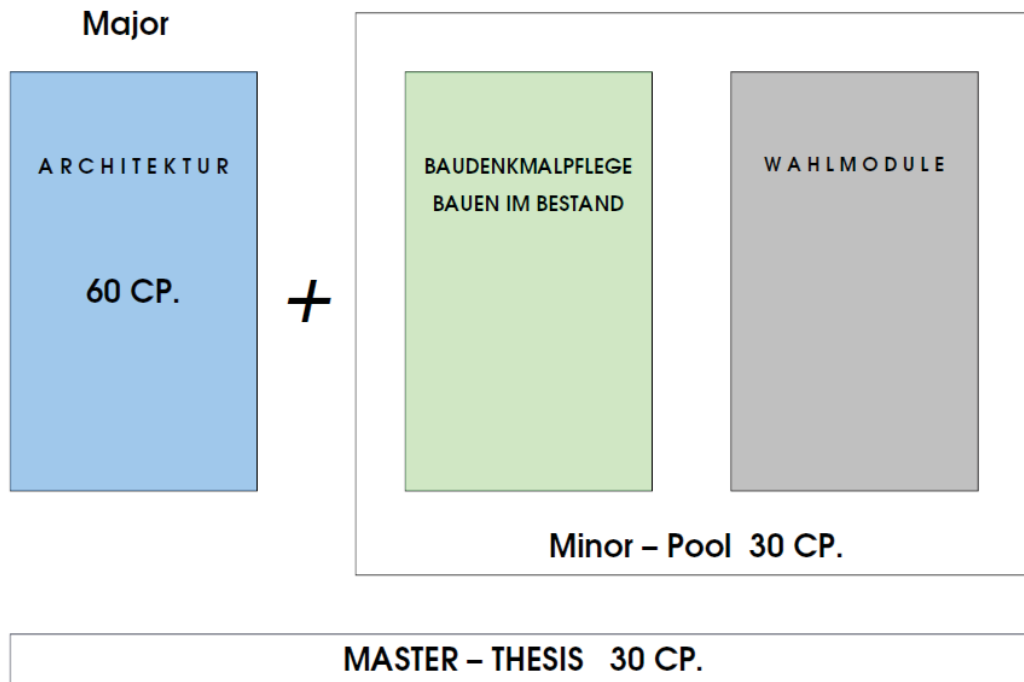 Major
ARCHITEKTUR
60 CP.
+
BAUDENKMALPFLEGE
BAUEN IM BESTAND
WAHLMODULE
Minor – Pool 30 CP.
MASTER – THESIS 30 CP.